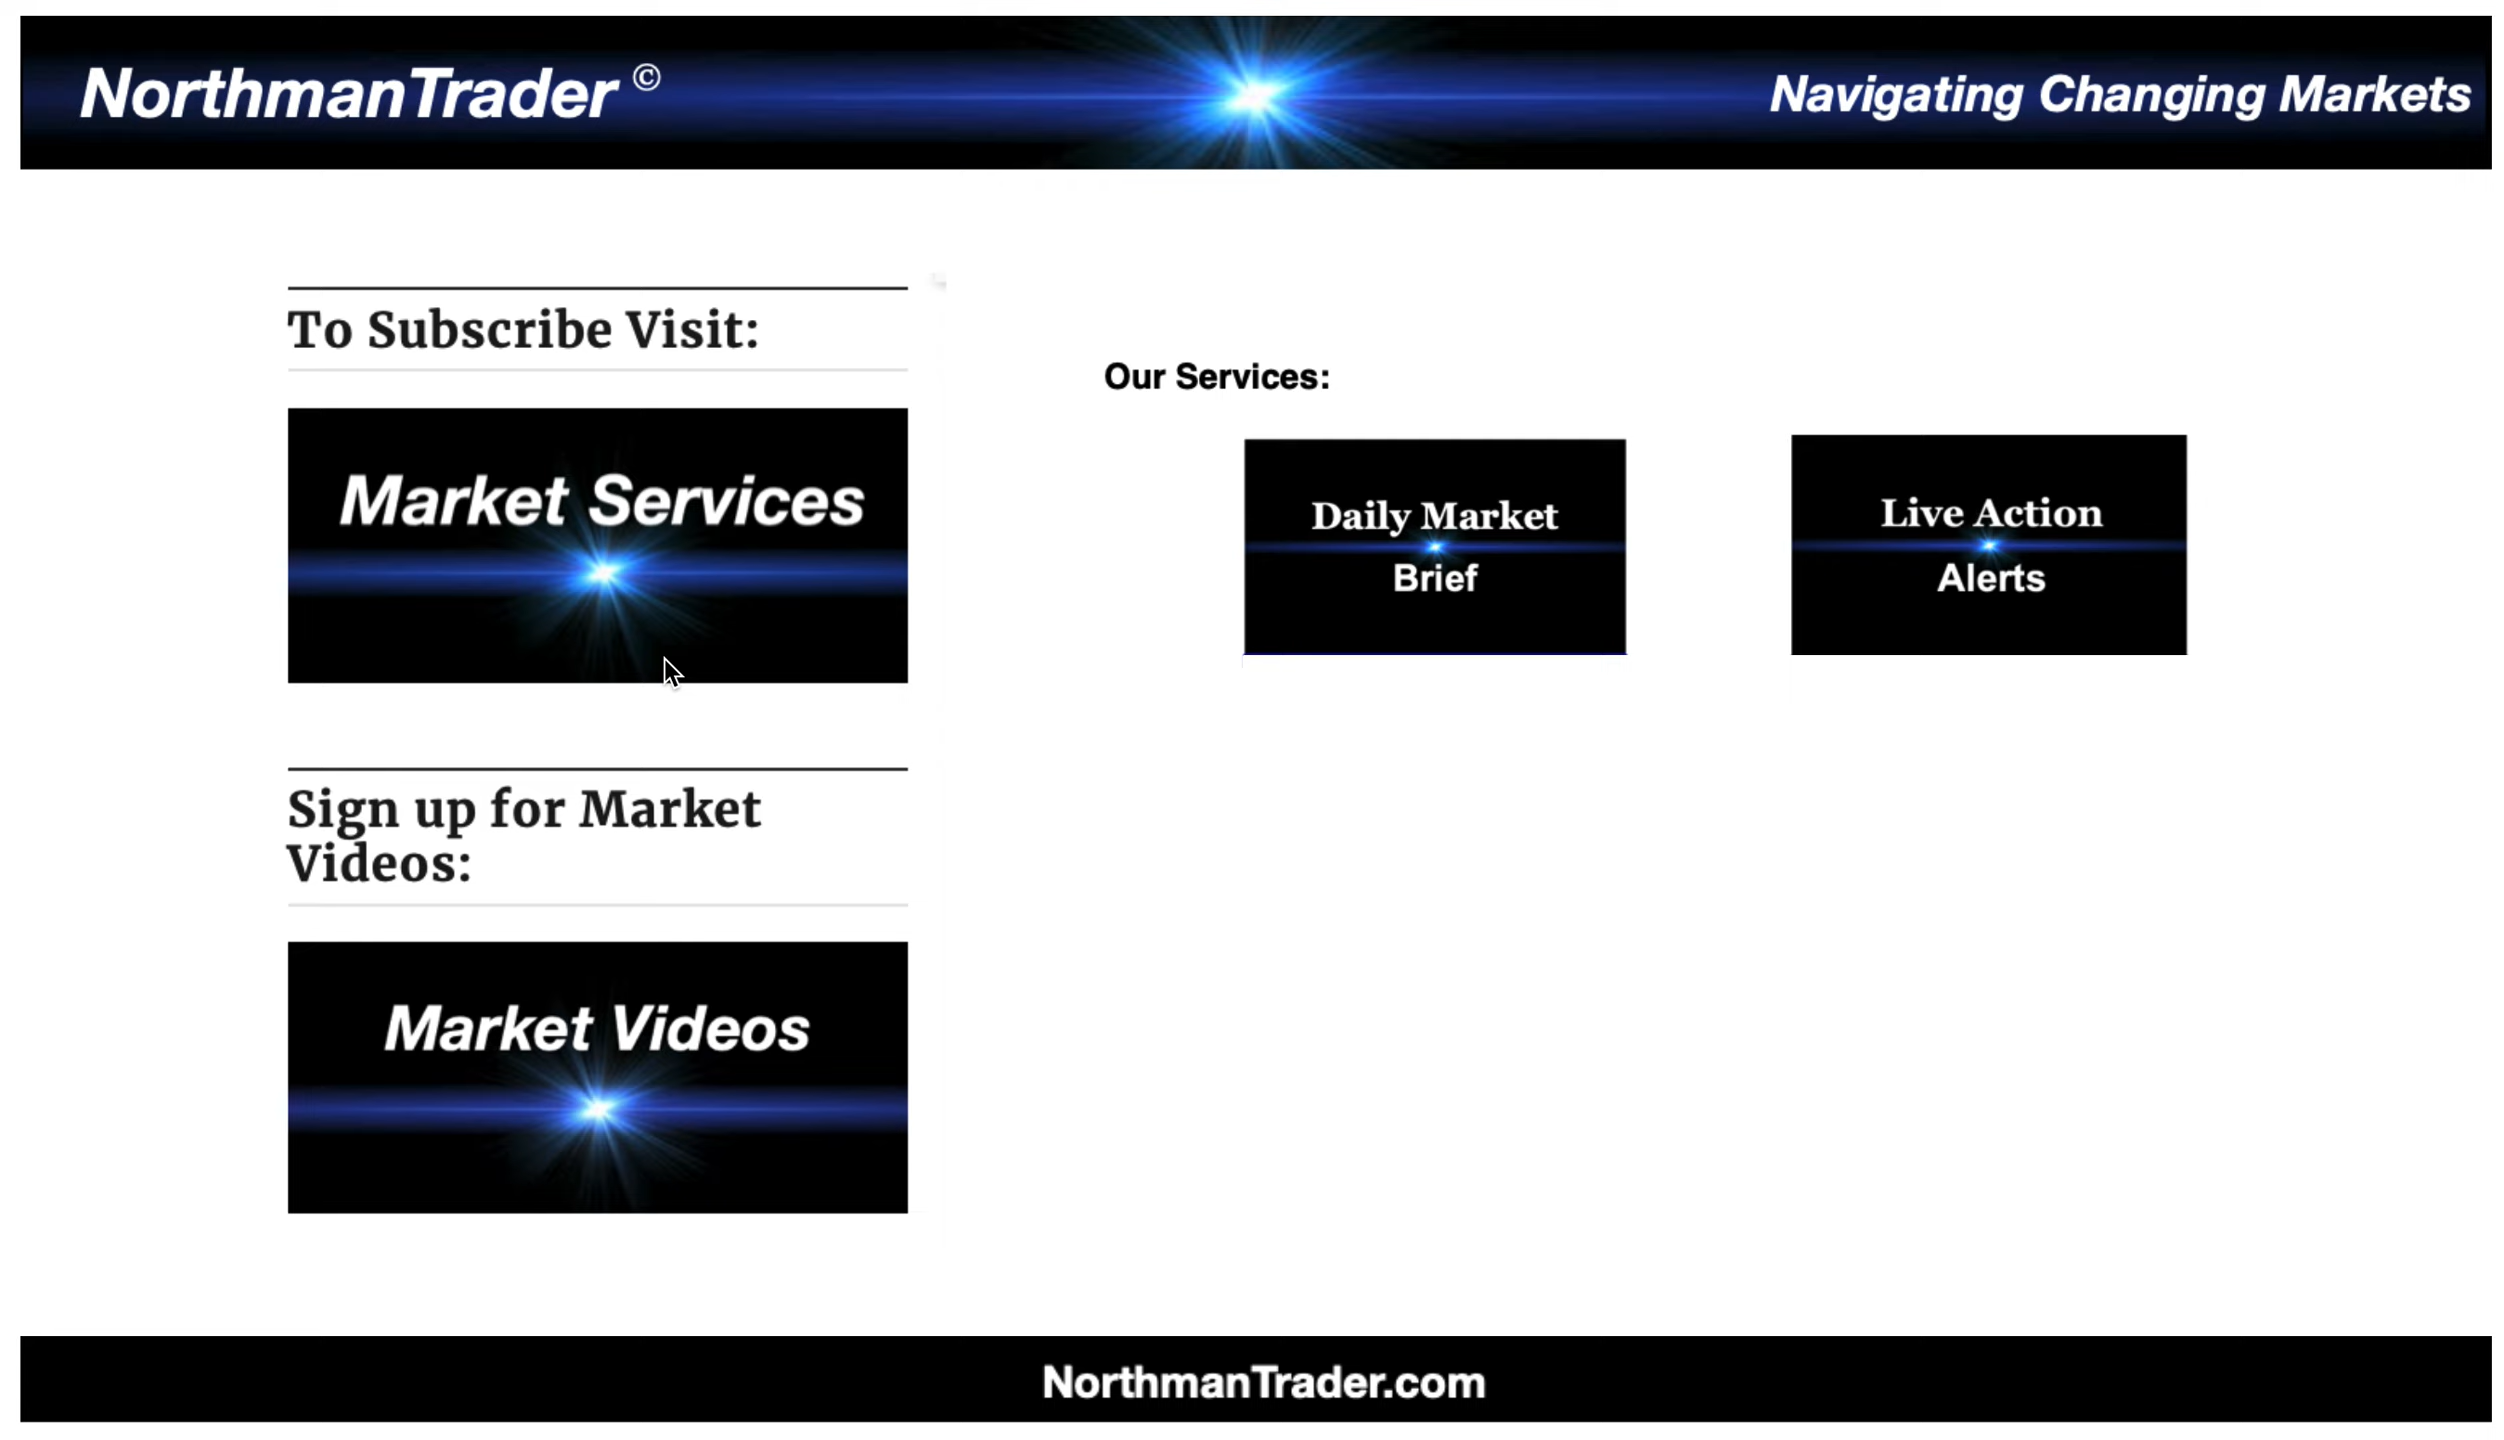 NorthmanTrader ©
Navigating Changing Markets
To Subscribe Visit:
Market Services
Sign up for Market
Videos:
Market Videos
Our Services:
Daily Market
Brief
Live Action
Alerts
NorthmanTrader.com